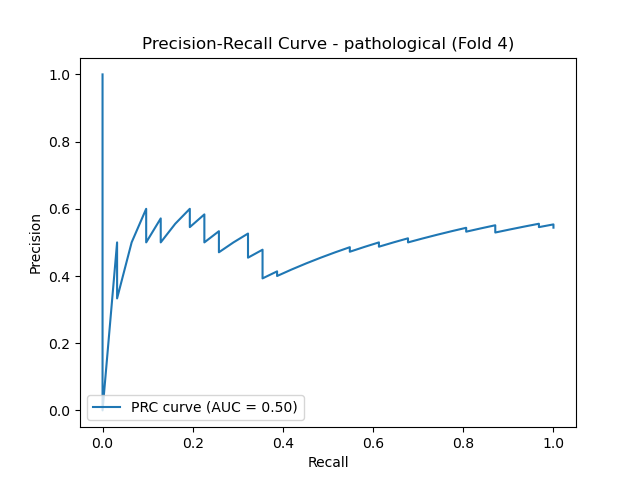 Precision-Recall Curve - pathological (Fold 4)
1.0
0.8
0.6
0.4
0.2
0.0
Precision
PRC curve (AUC = 0.50)
0.0 0.2 0.4 0.6 0.8 1.0
Recall